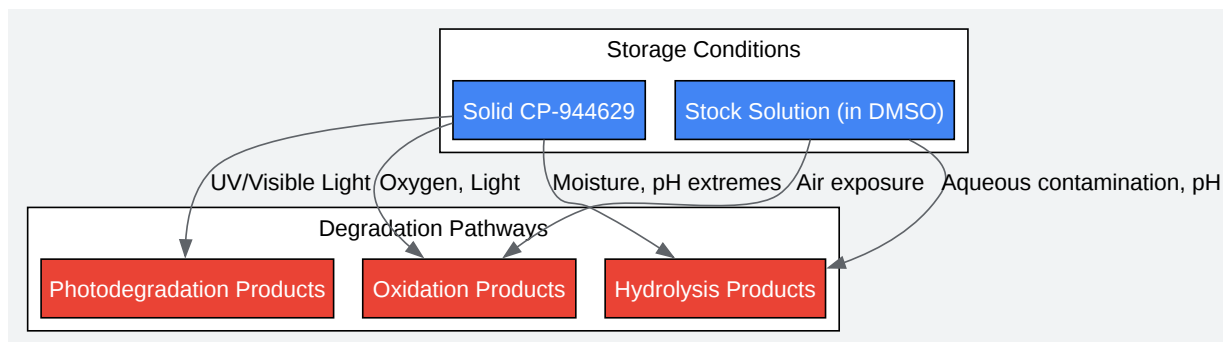 Storage Conditions
Solid CP-944629
Stock Solution (in DMSO)
UV/Visible Light
Oxygen, Light
Moisture, pH extremes
Air exposure
Aqueous contamination, pH
Degradation Pathways
Photodegradation Products
Oxidation Products
Hydrolysis Products